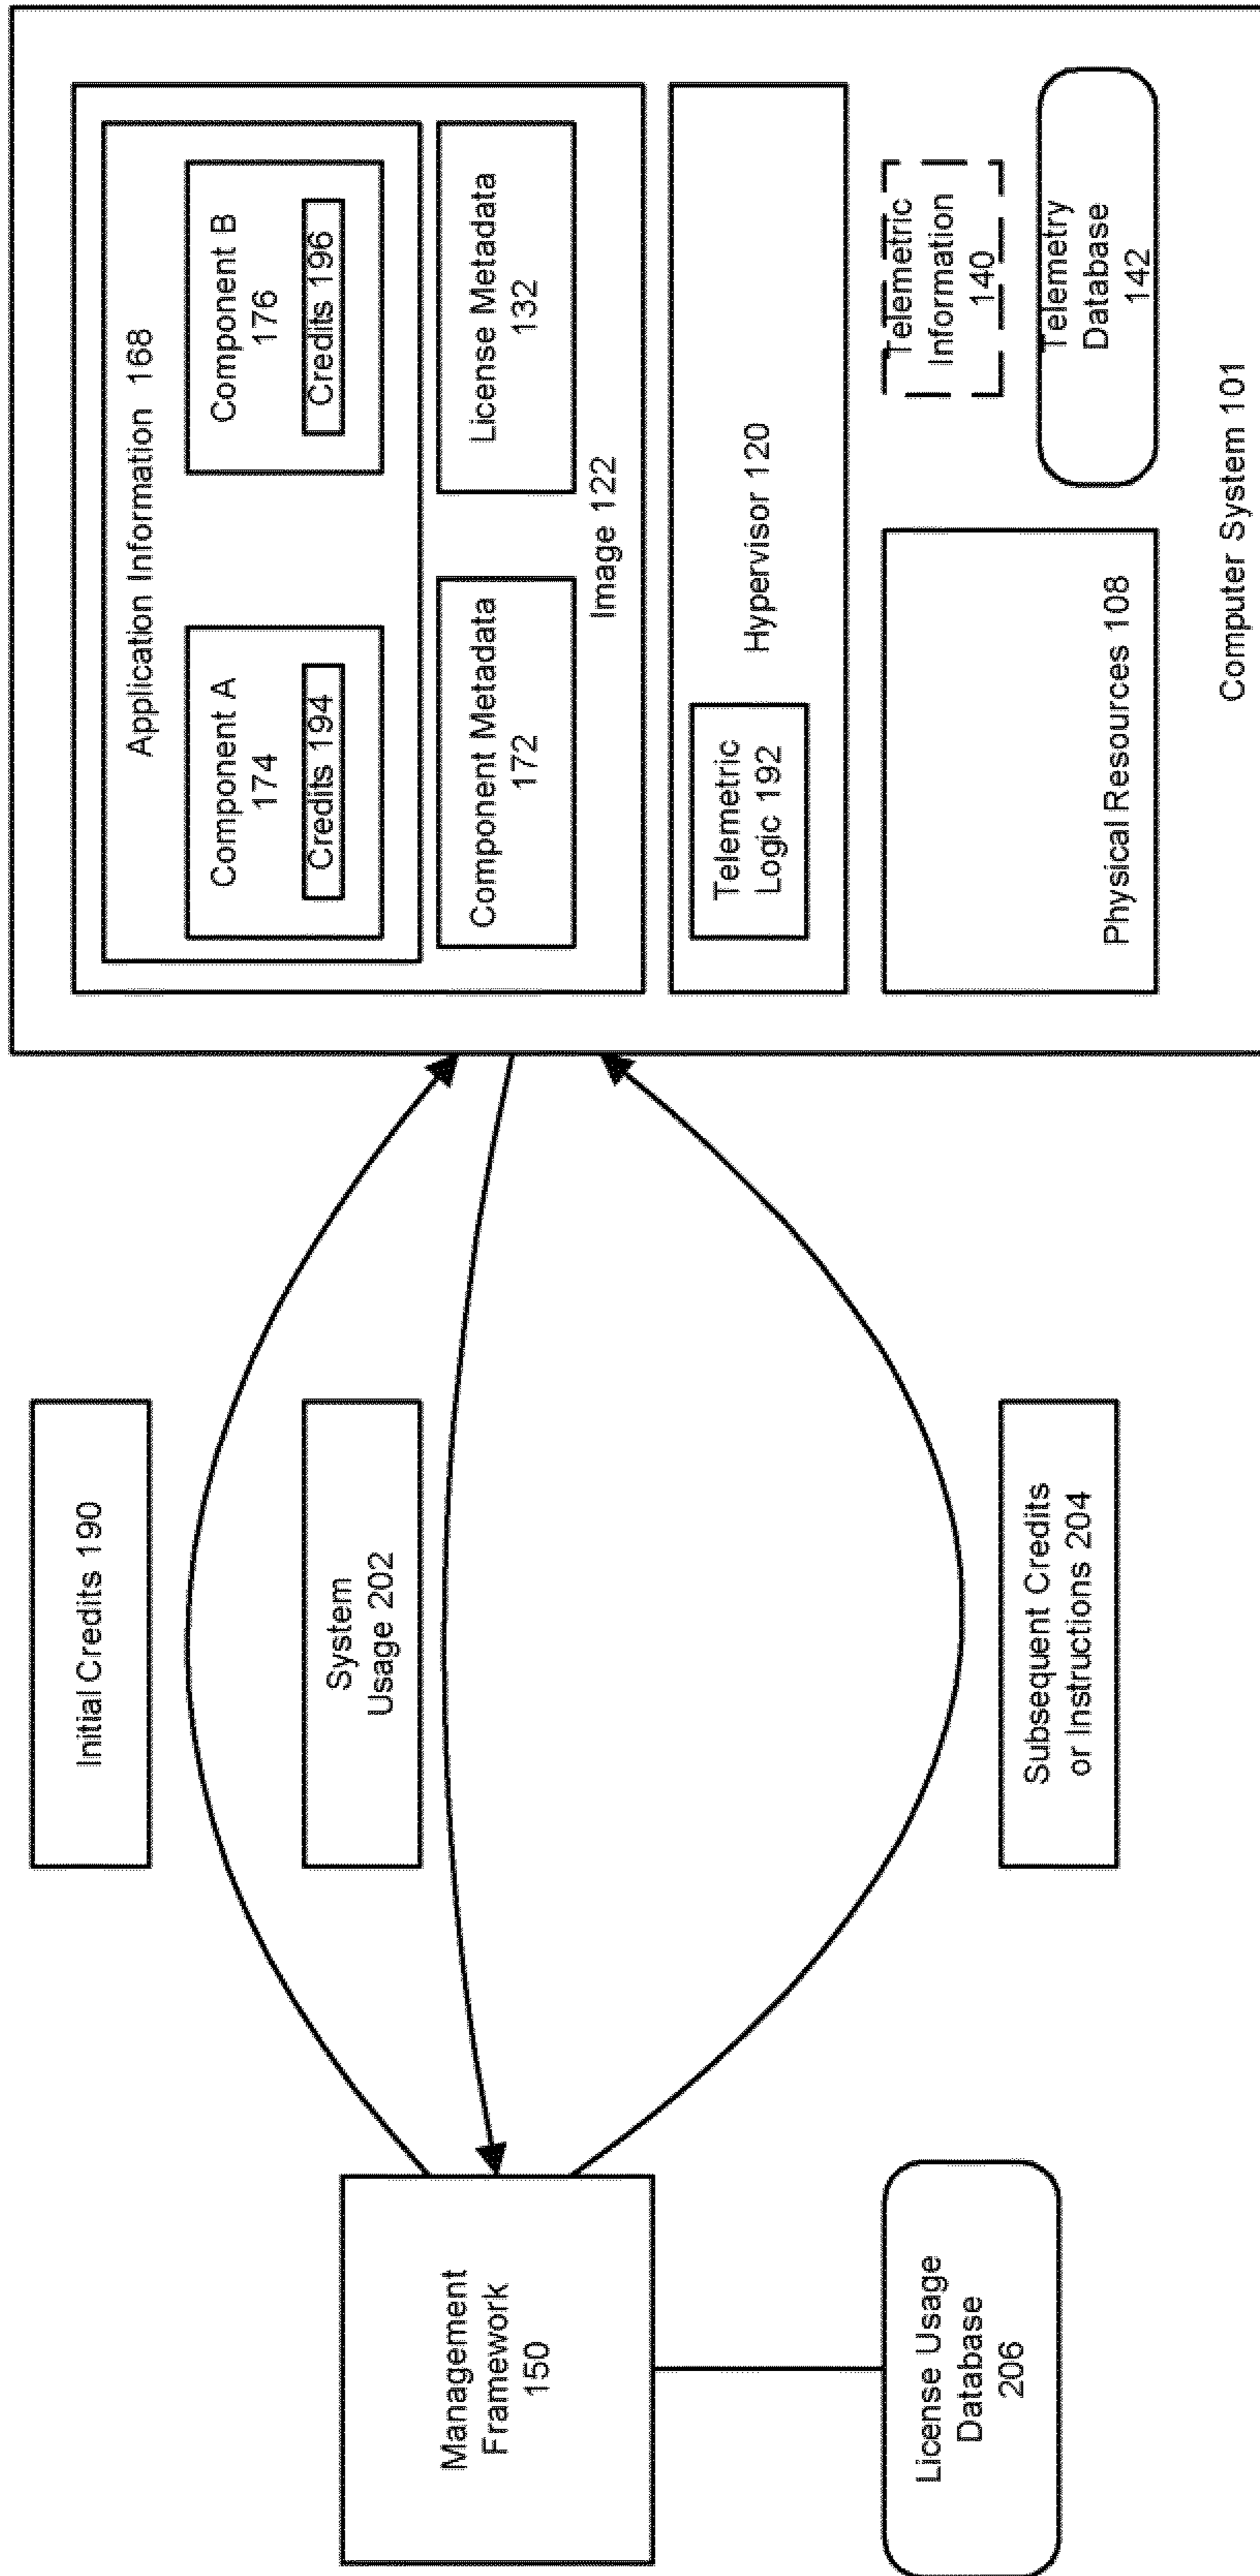 Management
Framework
150
License Usage
Database
206
Initial Credits 190
System
Usage 202
Subsequent Credits
or Instructions 204
Application Information 168
Component A
174
Credits 194
Component B
176
Credits 196
Component Metadata
172
License Metadata
132
Image 122
Telemetric
Logic 192
Hypervisor 120
Physical Resources 108
Telemetric
Information
140
Telemetry
Database
142
Computer System 101